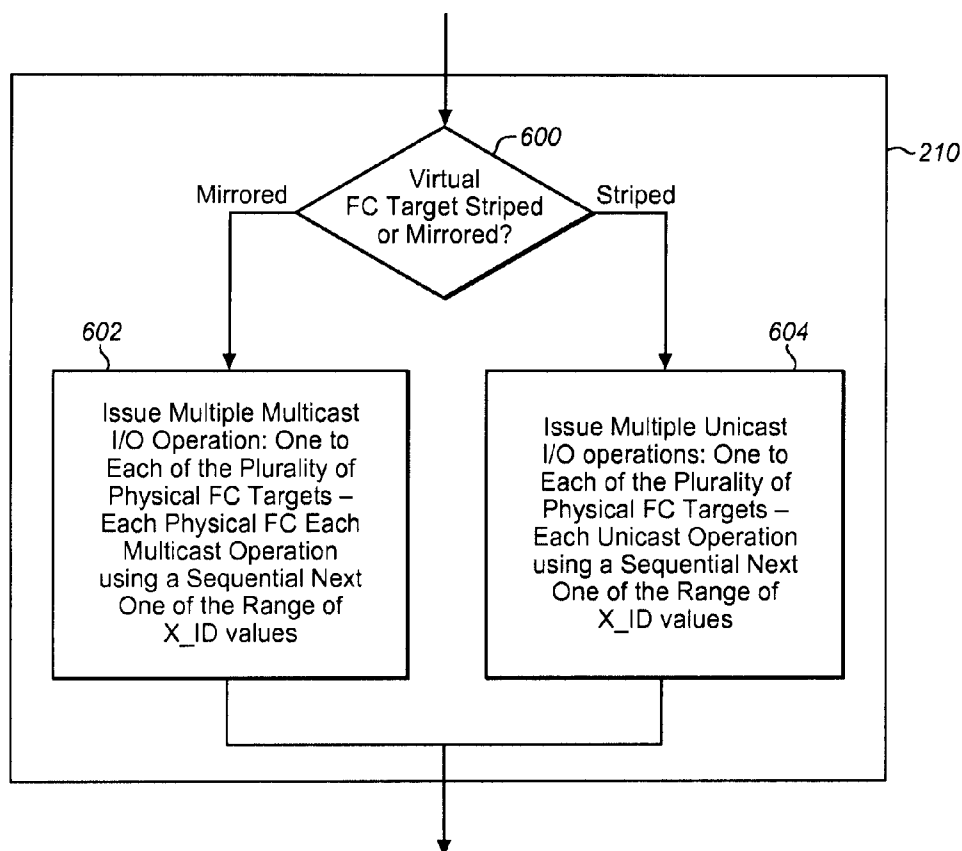 600
210
Virtual
FC Target Striped
or Mirrored?
Mirrored
Striped
602
Issue Multiple Multicast
I/O Operation: One to
Each of the Plurality of
Physical FC Targets –
Each Physical FC Each
Multicast Operation
using a Sequential Next
One of the Range of
X_ID values
604
Issue Multiple Unicast
I/O operations: One to
Each of the Plurality of
Physical FC Targets –
Each Unicast Operation
using a Sequential Next
One of the Range of
X_ID values